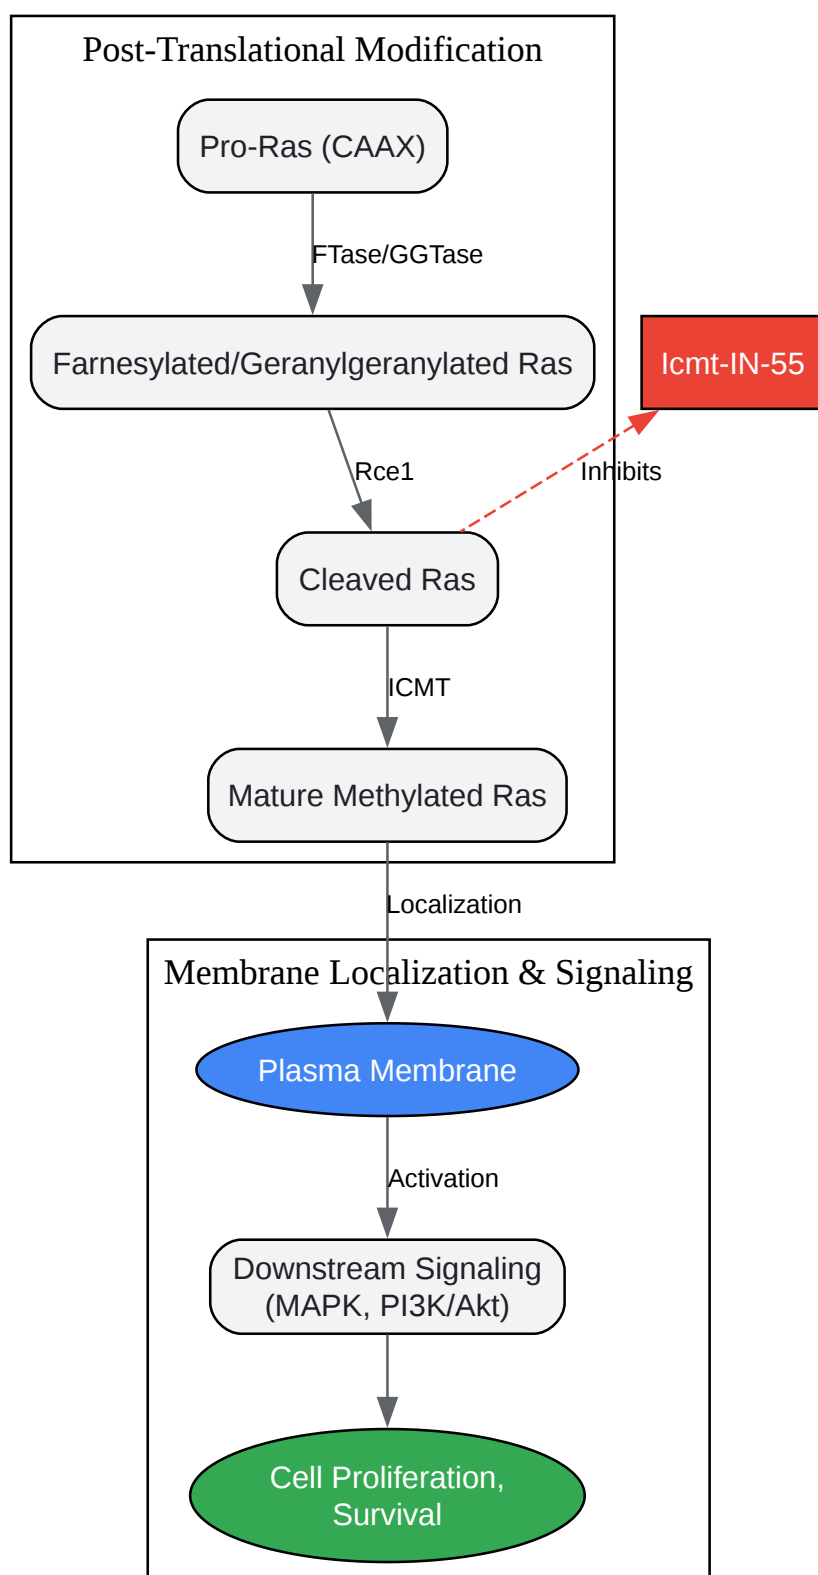 Post-Translational Modification
Pro-Ras (CAAX)
FTase/GGTase
Farnesylated/Geranylgeranylated Ras
Icmt-IN-55
Rce1
Inhibits
Cleaved Ras
ICMT
Mature Methylated Ras
Localization
Membrane Localization & Signaling
Plasma Membrane
Activation
Downstream Signaling
(MAPK, PI3K/Akt)
Cell Proliferation,
Survival